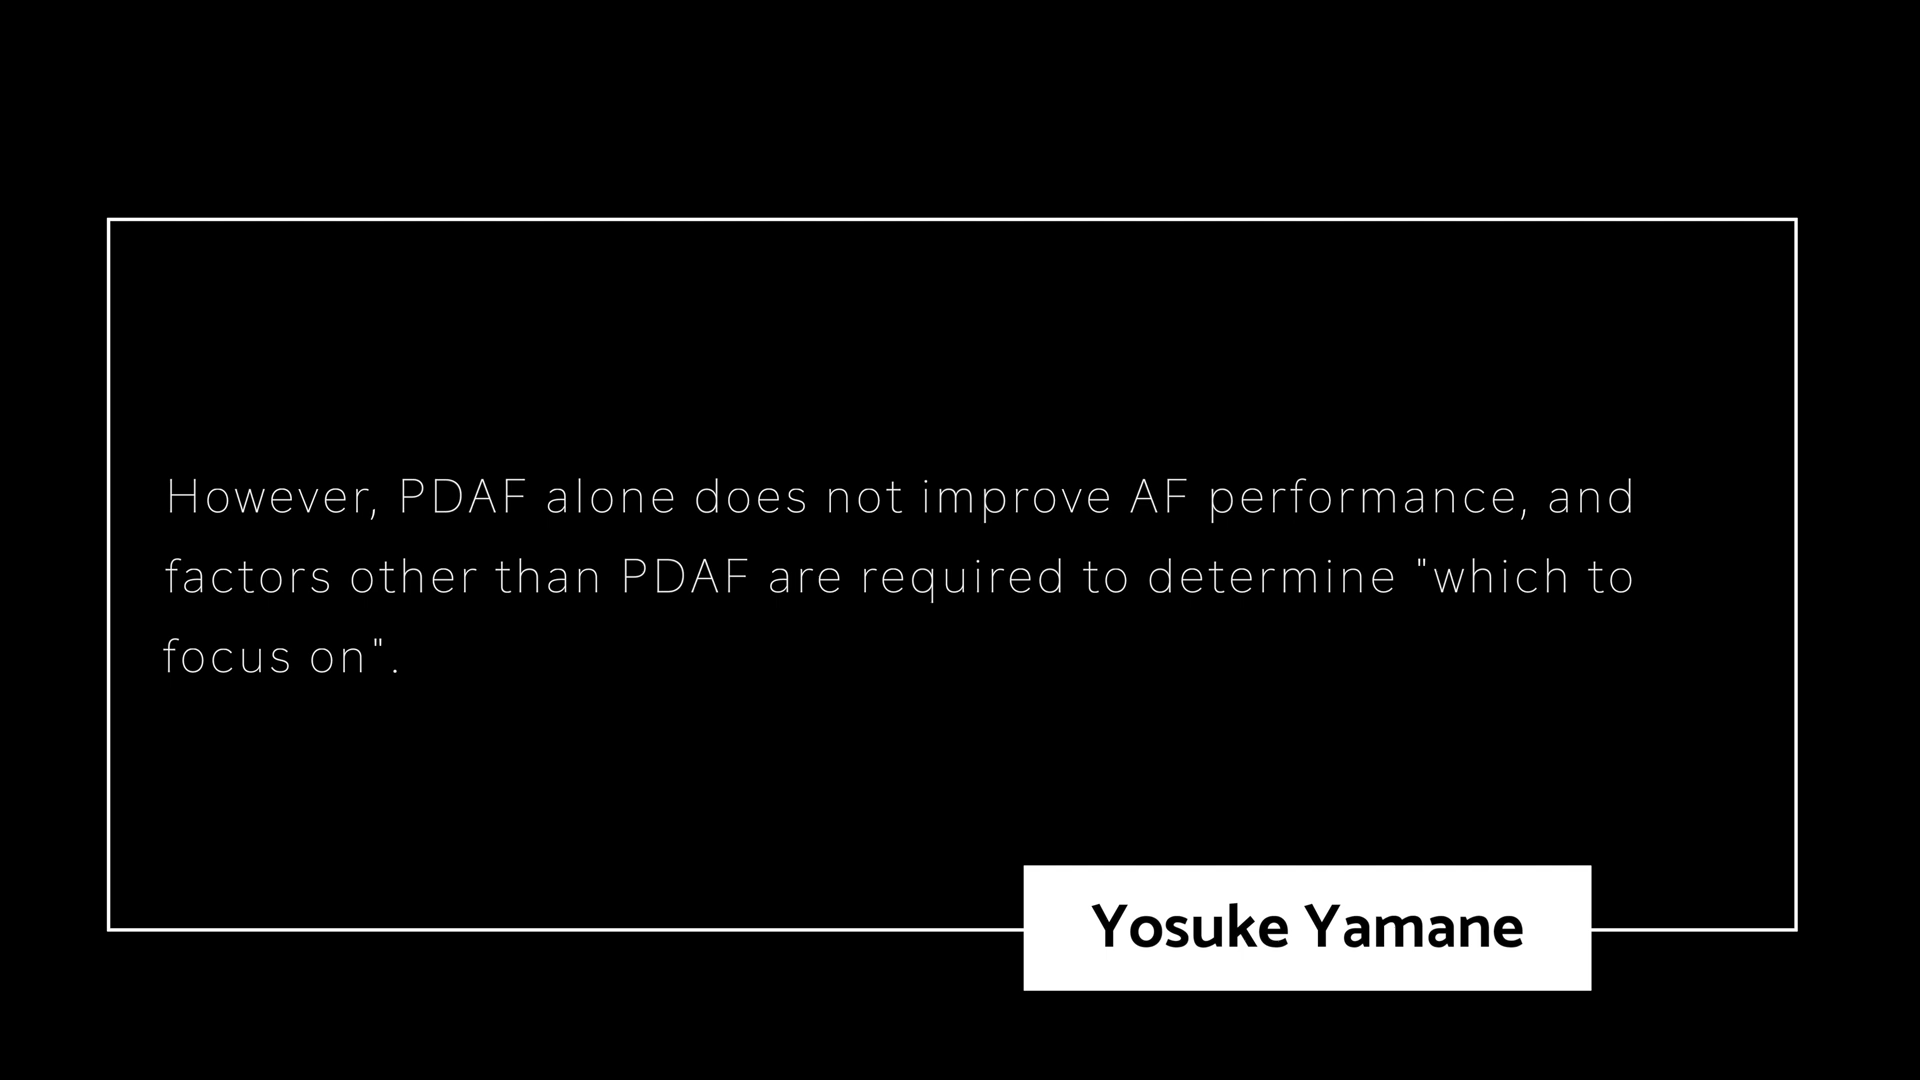 However, PDAF alone does not improve AF performance, and
factors other than PDAF are required to determine "which to
focus on".
Yosuke Yamane